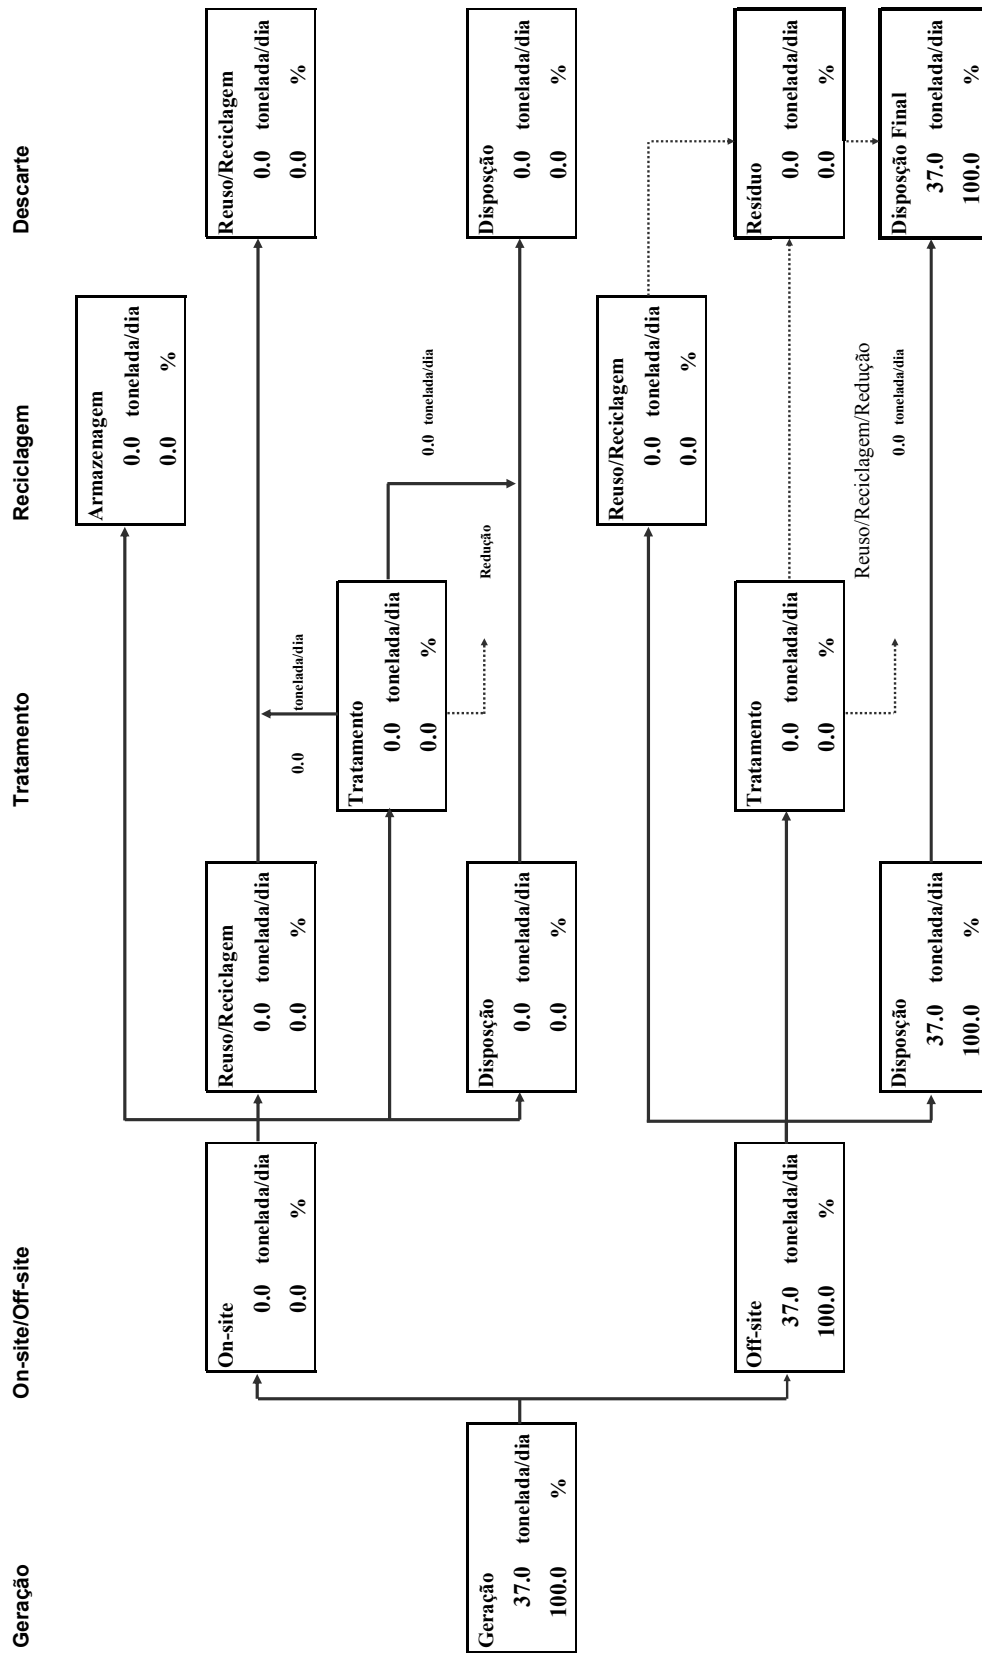 Geração
On-site/Off-site
Tratamento
Reciclagem
Descarte
Armazenagem
0.0 tonelada/dia
0.0 %
On-site
0.0 tonelada/dia
0.0 %
Reuso/Reciclagem
0.0 tonelada/dia
0.0 %
Reuso/Reciclagem
0.0 tonelada/dia
0.0 %
0.0 tonelada/dia
Tratamento
0.0 tonelada/dia
0.0 %
0.0 tonelada/dia
Redução
Geração
37.0 tonelada/dia
100.0 %
Disposção
0.0 tonelada/dia
0.0 %
Disposção
0.0 tonelada/dia
0.0 %
Reuso/Reciclagem
0.0 tonelada/dia
0.0 %
Off-site
37.0 tonelada/dia
100.0 %
Tratamento
0.0 tonelada/dia
0.0 %
Resíduo
0.0 tonelada/dia
0.0 %
Reuso/Reciclagem/Redução
0.0 tonelada/dia
Disposção
37.0 tonelada/dia
100.0 %
Disposção Final
37.0 tonelada/dia
100.0 %